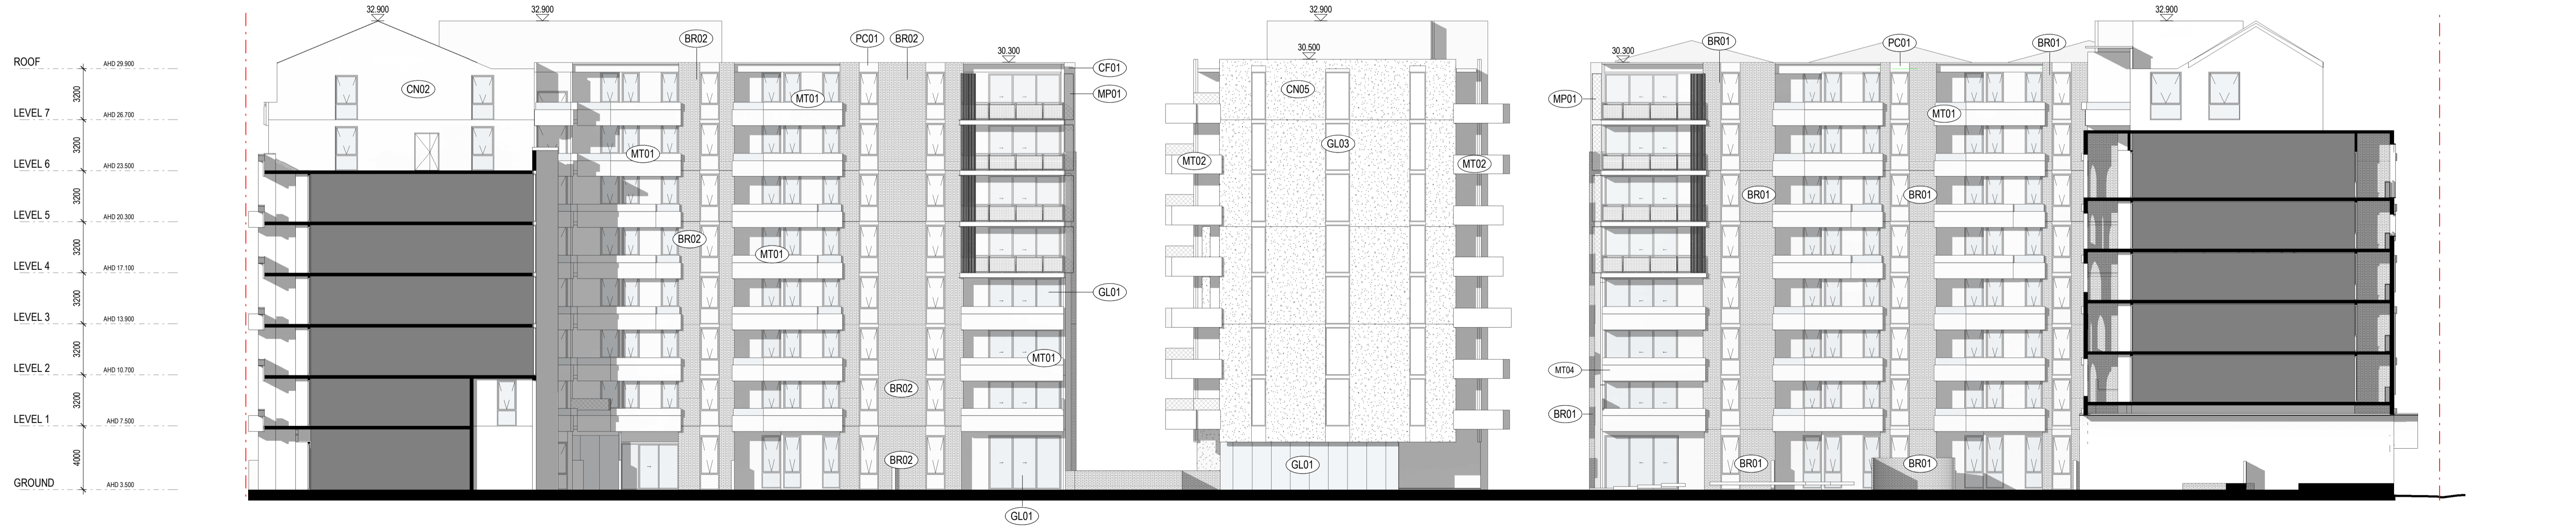 32.900
32.900
32.900
32.900
BR02
PC01
BR02
30.300
30.500
30.300
BR01
PC01
BR01
ROOF
AHD 29.900
CF01
3200
CN02
MT01
MP01
CN05
MP01
MT01
LEVEL 7
AHD 26.700
3200
MT01
GL03
MT02
MT02
LEVEL 6
AHD 23.500
3200
BR01
BR01
LEVEL 5
AHD 20.300
3200
BR02
MT01
LEVEL 4
AHD 17.100
3200
GL01
LEVEL 3
AHD 13.900
3200
MT01
MT04
LEVEL 2
AHD 10.700
3200
BR02
BR01
LEVEL 1
AHD 7.500
4000
BR02
GL01
BR01
BR01
GROUND
AHD 3.500
GL01